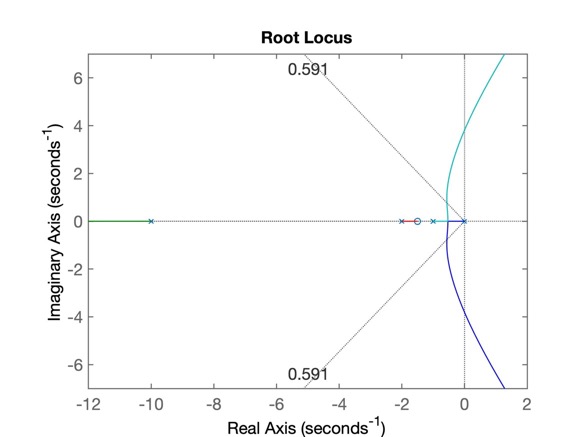 Root Locus
0.591
6
4
2
0
-2
-4
-6
0.591
-12 -10 -8 -6 -4 -2 0 2
Real Axis (seconds⁻¹)
Imaginary Axis (seconds⁻¹)